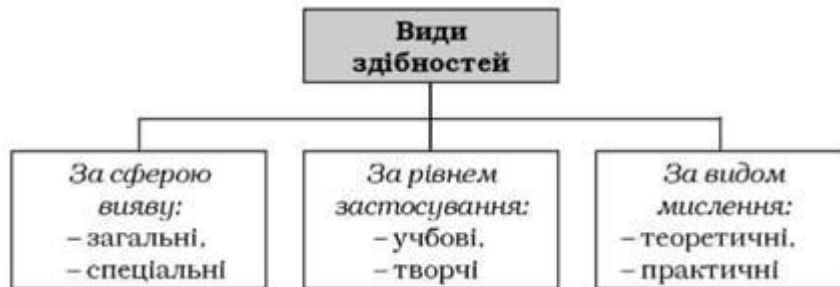 Види
здібностей
За сферою
вияву:
– загальні,
– спеціальні
За рівнем
застосування:
– учбові,
– творчі
За видом
мислення:
– теоретичні,
– практичні